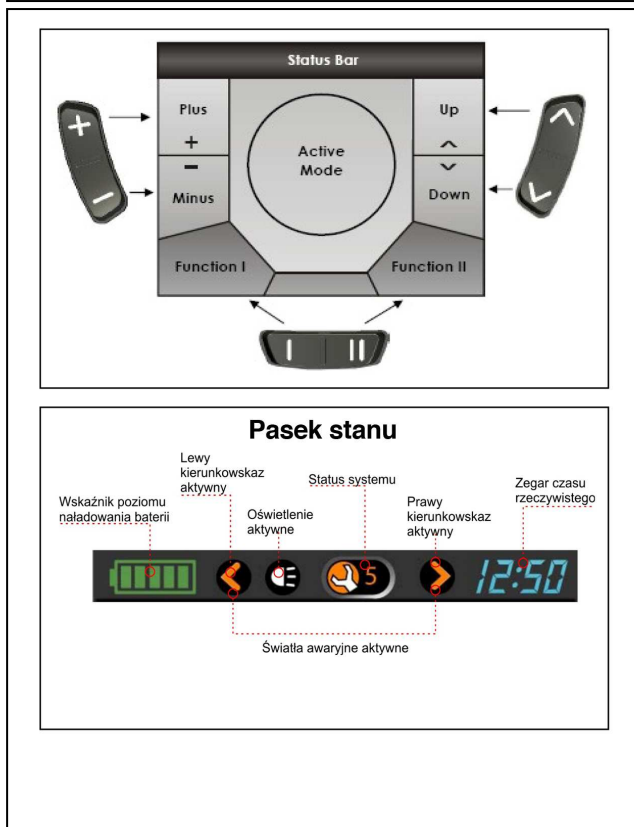 Status Bar
Plus
+
−
Minus
Active
Mode
Up
Down
Function I
Function II
+
−
I II
Pasek stanu
Wskaźnik poziomu
naładowania baterii
Lewy
kierunkowskaz
aktywny
Oświetlenie
aktywne
Status systemu
Prawy
kierunkowskaz
aktywny
Zegar czasu
rzeczywistego
5
12:50
Światła awaryjne aktywne